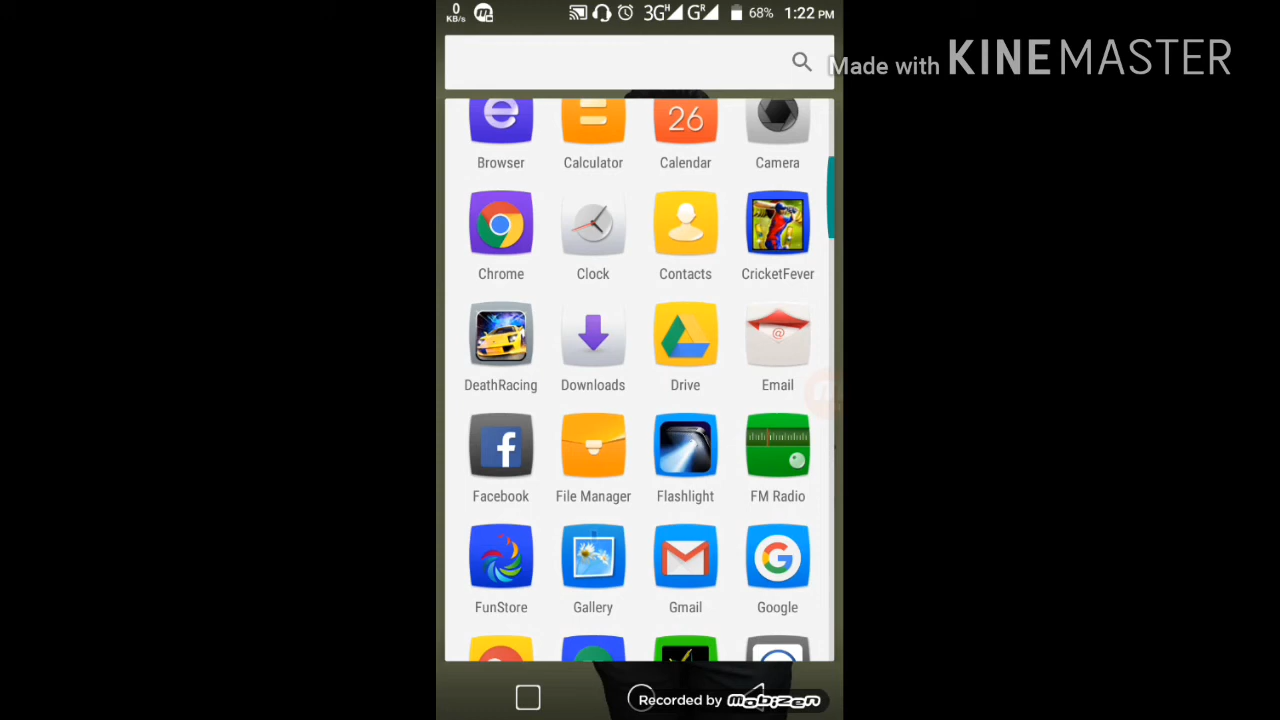 0
KB/s
3G H G R 68% 1:22 PM
Made with KINEMASTER
26
Browser Calculator Calendar Camera
Chrome Clock Contacts CricketFever
@
DeathRacing Downloads Drive Email
f
Facebook File Manager Flashlight FM Radio
G
FunStore Gallery Gmail Google
Recorded by mobizen